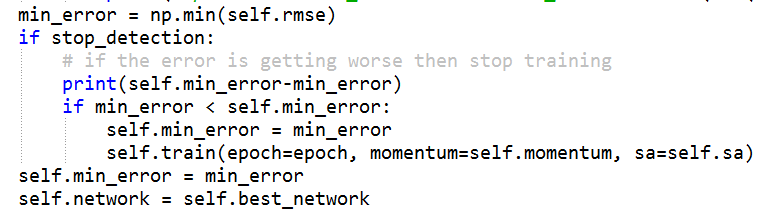 min_error = np.min(self.rmse)
if stop_detection:
    # if the error is getting worse then stop training
    print(self.min_error-min_error)
    if min_error < self.min_error:
        self.min_error = min_error
        self.train(epoch=epoch, momentum=self.momentum, sa=self.sa)
self.min_error = min_error
self.network = self.best_network